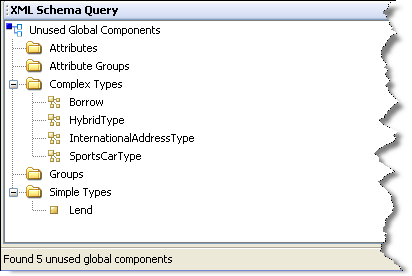 XML Schema Query
Unused Global Components
Attributes
Attribute Groups
Complex Types
Borrow
HybridType
InternationalAddressType
SportsCarType
Groups
Simple Types
Lend
Found 5 unused global components